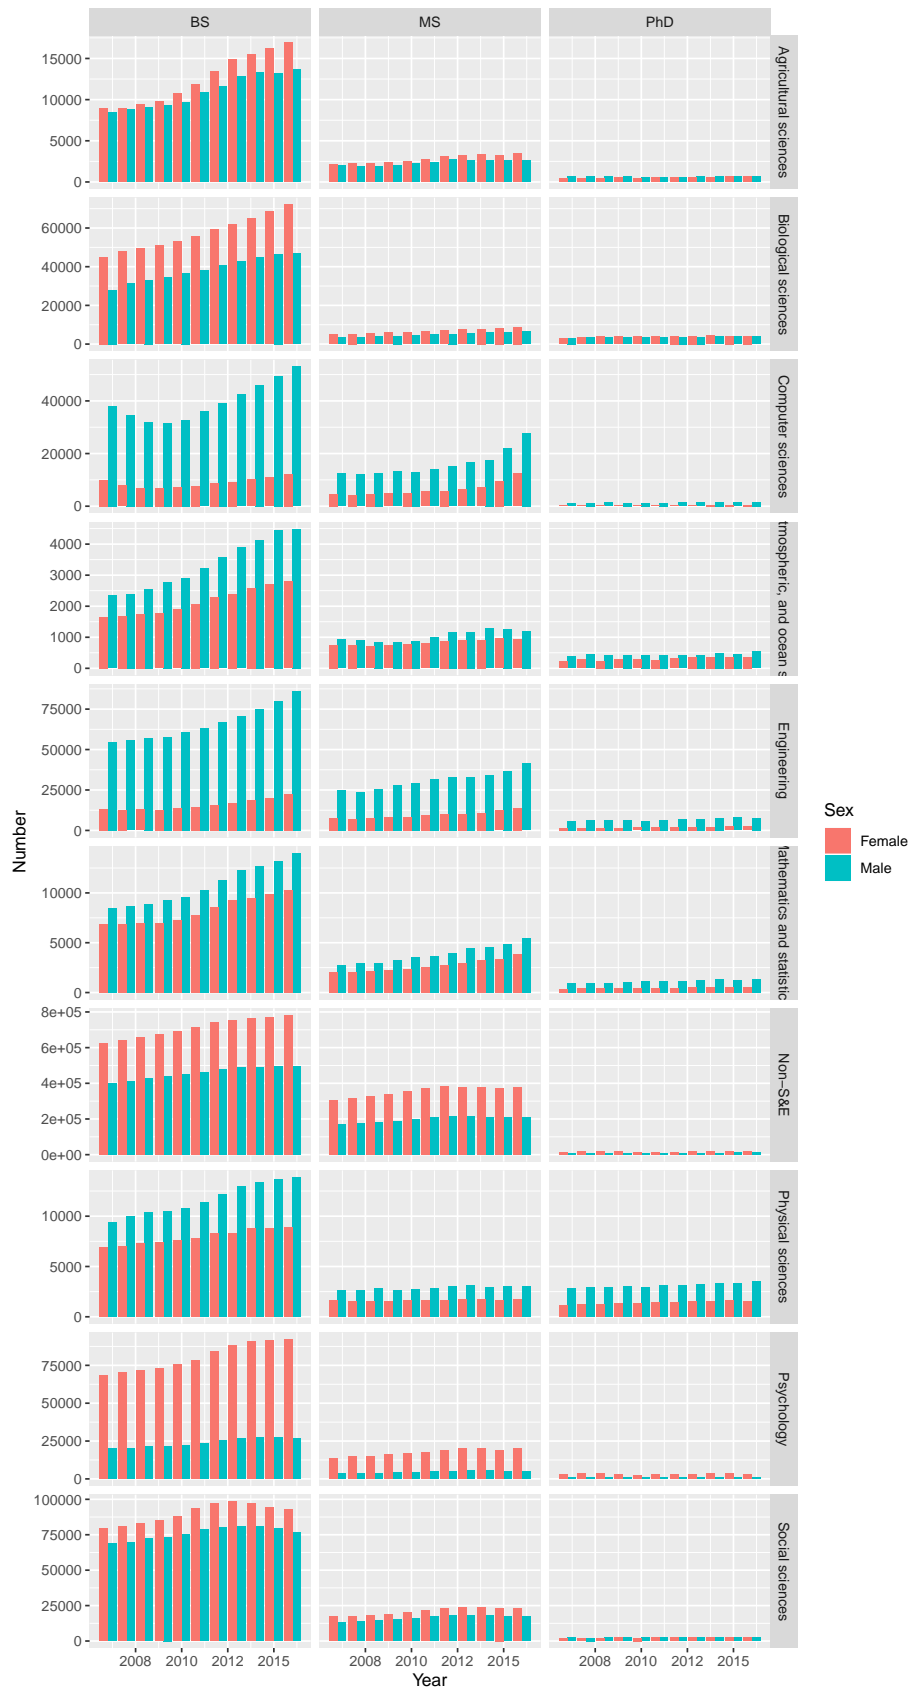 BS MS PhD
15000
10000
5000
0
Agricultural sciences
60000
40000
20000
0
Biological sciences
40000
20000
0
Computer sciences
4000
3000
2000
1000
0
tmospheric, and ocean s
75000
50000
25000
0
Engineering
10000
5000
0
athematics and statistic
8e+05
6e+05
4e+05
2e+05
0e+00
Non−S&E
10000
5000
0
Physical sciences
75000
50000
25000
0
Psychology
100000
75000
50000
25000
0
Social sciences
2008 2010 2012 2015 2008 2010 2012 2015 2008 2010 2012 2015
Year
Number
Sex
Female
Male